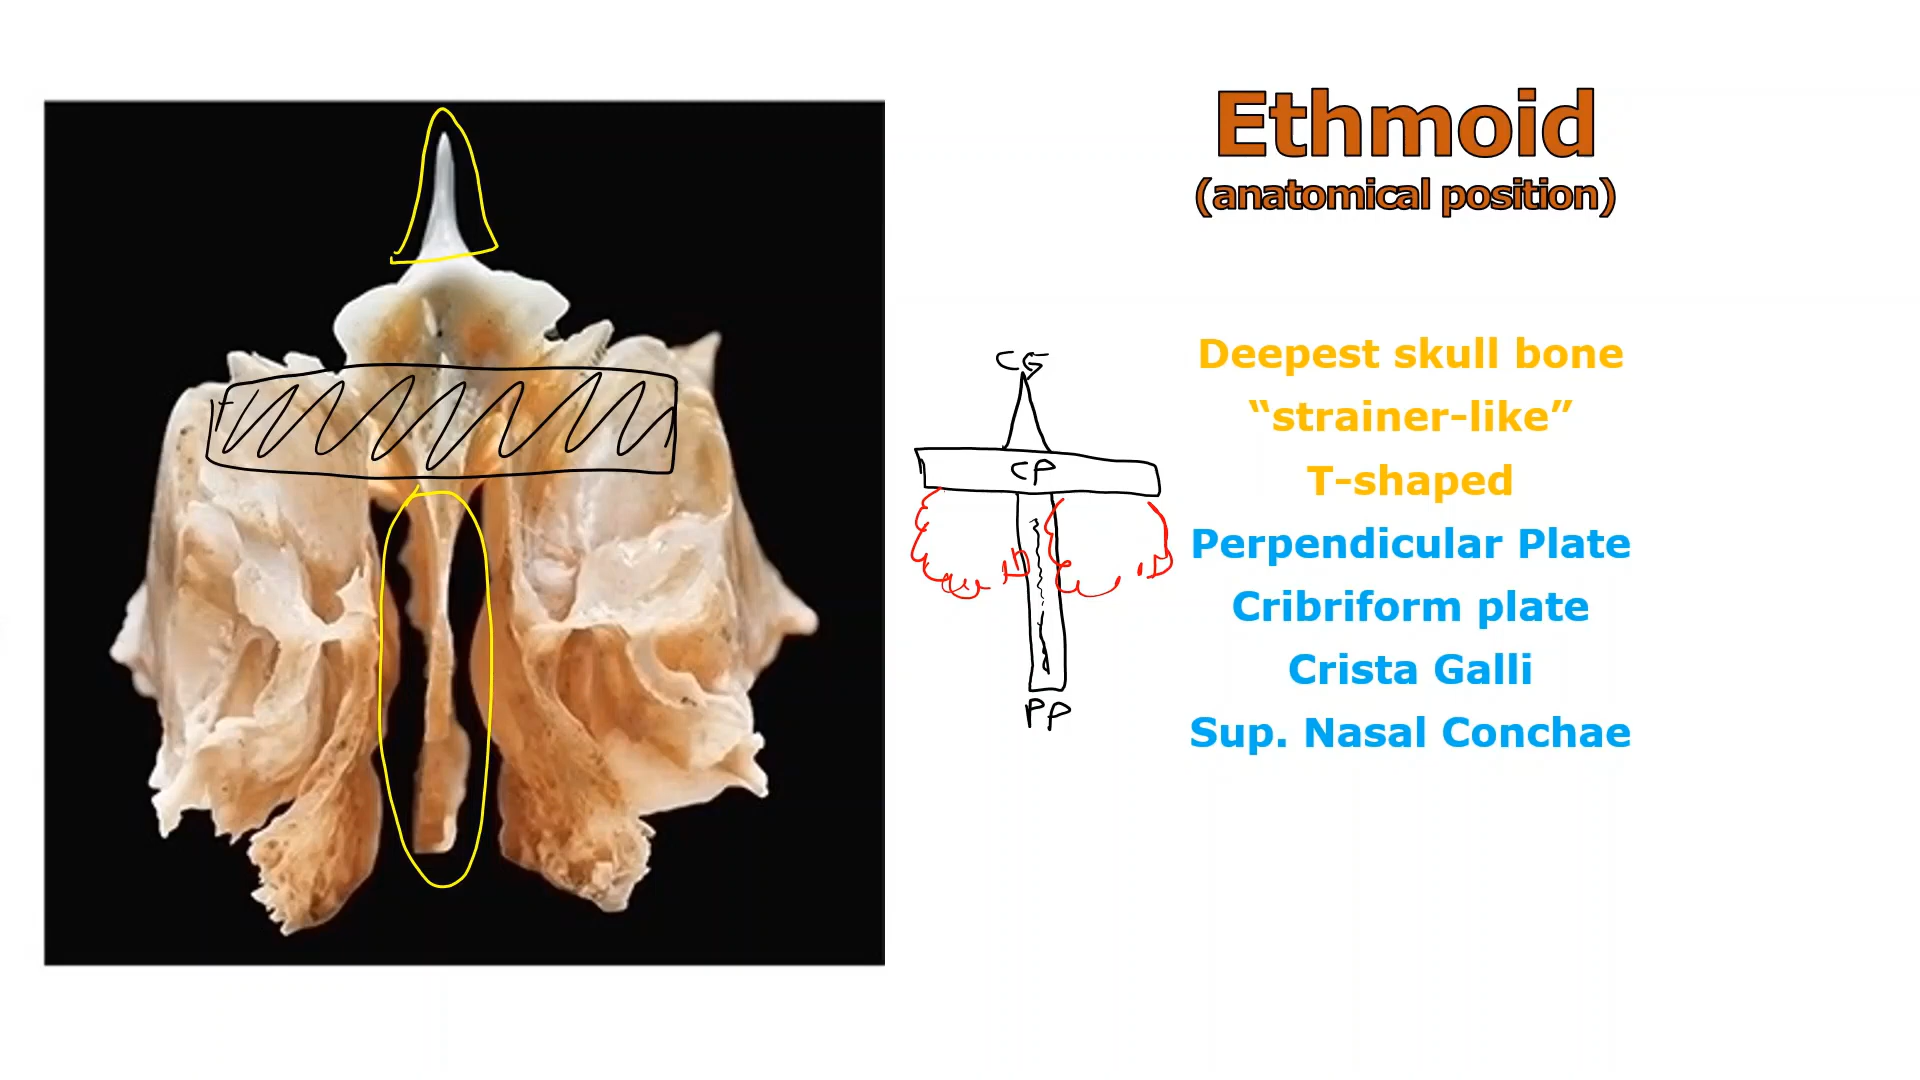 Ethmoid
(anatomical position)
Deepest skull bone
“strainer-like”
T-shaped
Perpendicular Plate
Cribriform plate
Crista Galli
Sup. Nasal Conchae
CG
CP
PP